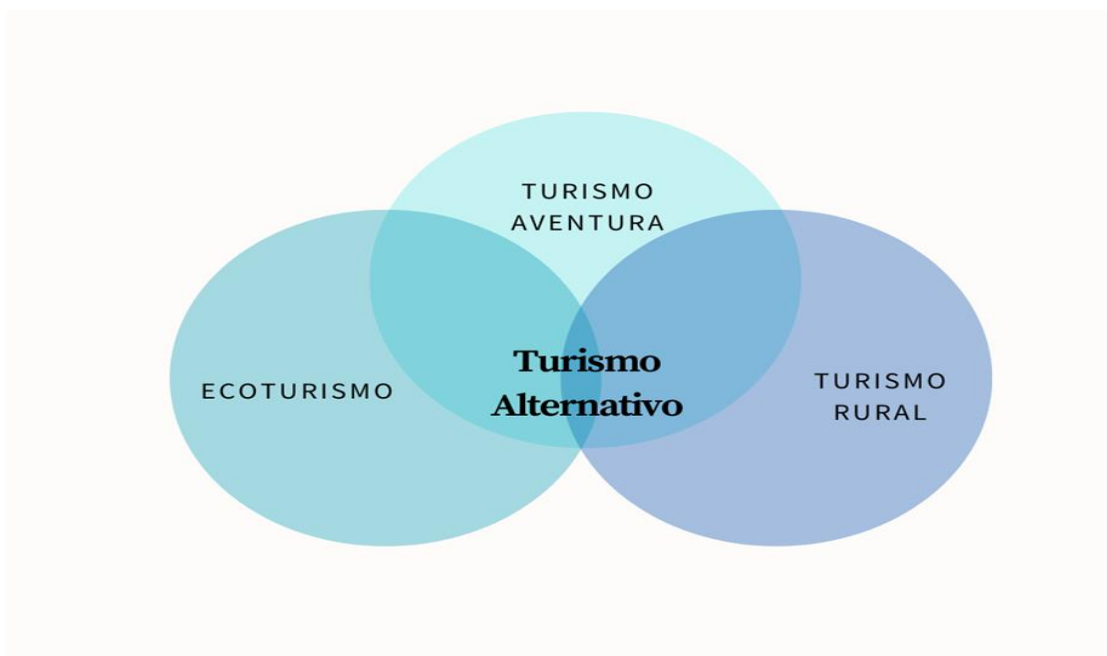 TURISMO
AVENTURA
Turismo
Alternativo
ECOTURISMO
TURISMO
RURAL